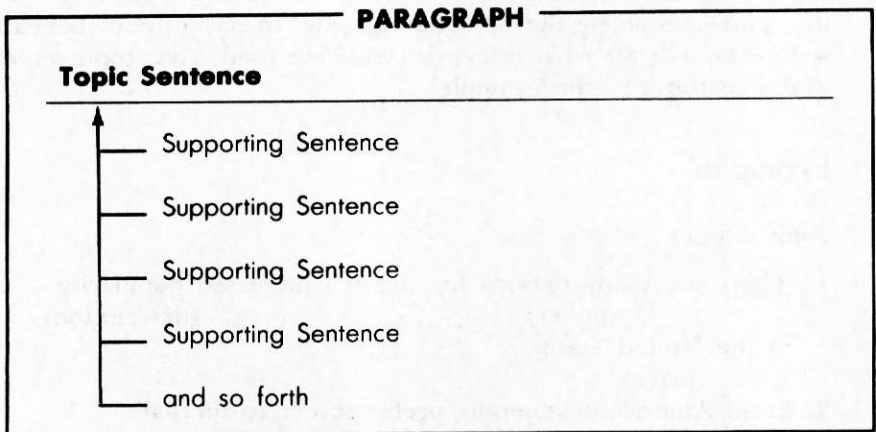 PARAGRAPH
Topic Sentence
Supporting Sentence
Supporting Sentence
Supporting Sentence
Supporting Sentence
and so forth